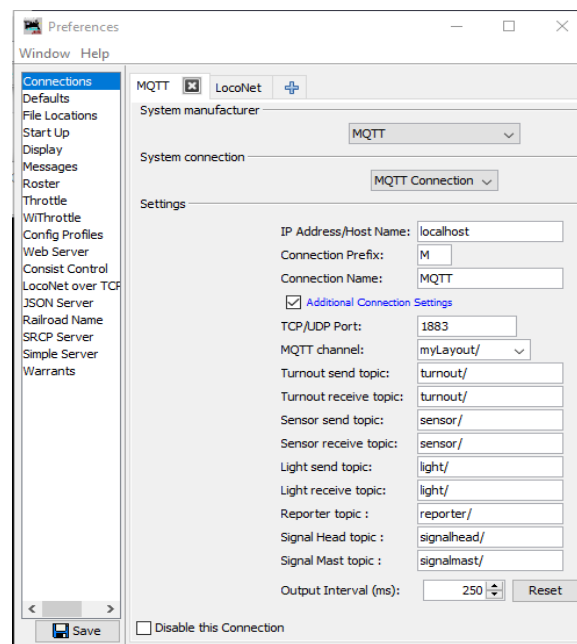 Preferences
Window Help
Connections
Defaults
File Locations
Start Up
Display
Messages
Roster
Throttle
WiThrottle
Config Profiles
Web Server
Consist Control
LocoNet over TCP
JSON Server
Railroad Name
SRCP Server
Simple Server
Warrants
Save
MQTT LocoNet
System manufacturer
MQTT
System connection
MQTT Connection
Settings
IP Address/Host Name: localhost
Connection Prefix: M
Connection Name: MQTT
Additional Connection Settings
TCP/UDP Port: 1883
MQTT channel: myLayout/
Turnout send topic: turnout/
Turnout receive topic: turnout/
Sensor send topic: sensor/
Sensor receive topic: sensor/
Light send topic: light/
Light receive topic: light/
Reporter topic : reporter/
Signal Head topic : signalhead/
Signal Mast topic : signalmast/
Output Interval (ms): 250 Reset
Disable this Connection